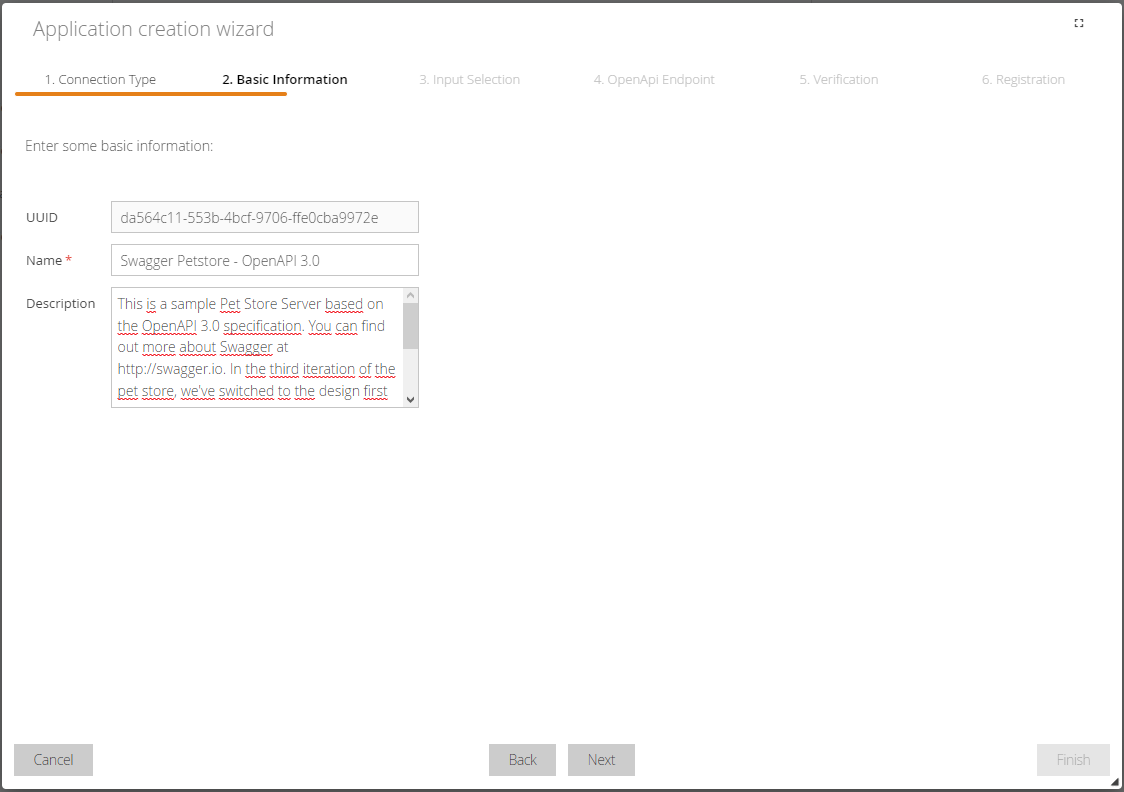 Application creation wizard
1. Connection Type 2. Basic Information 3. Input Selection 4. OpenApi Endpoint 5. Verification 6. Registration
Enter some basic information:
UUID da564c11-553b-4bcf-9706-ffe0cba9972e
Name * Swagger Petstore - OpenAPI 3.0
Description This is a sample Pet Store Server based on
the OpenAPI 3.0 specification. You can find
out more about Swagger at
http://swagger.io. In the third iteration of the
pet store, we've switched to the design first
Cancel Back Next Finish